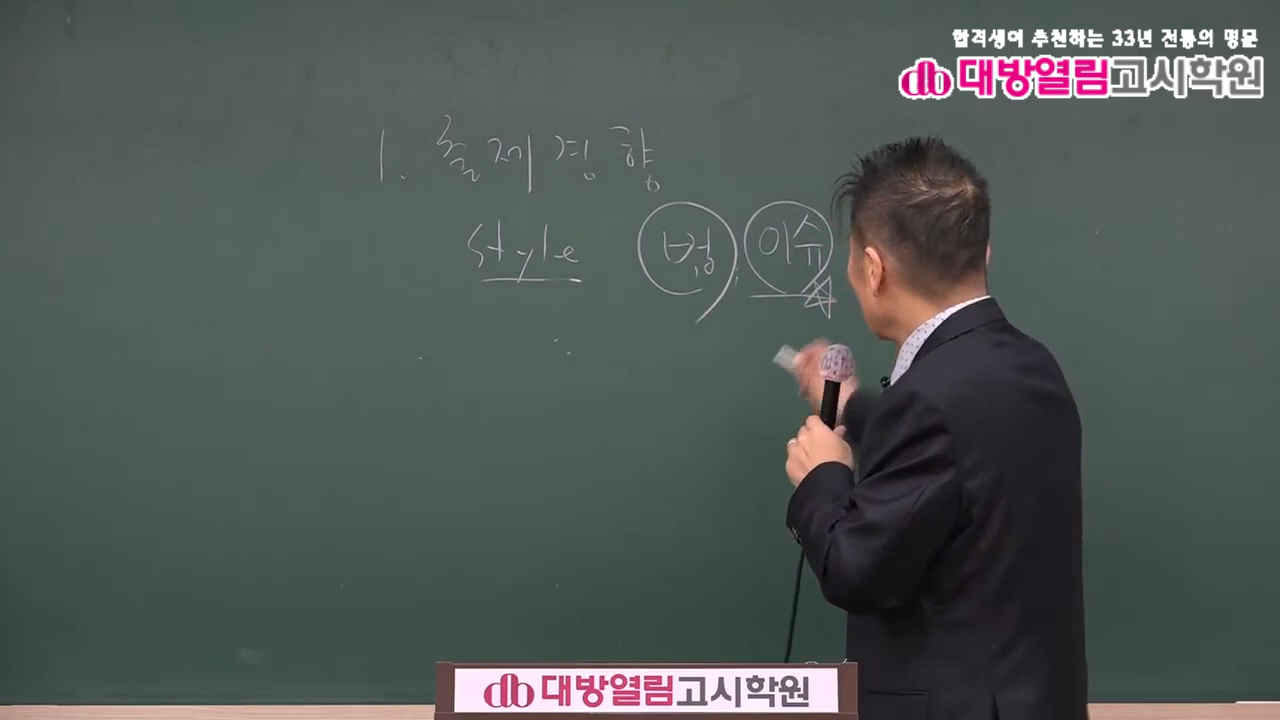 합격생이 추천하는 33년 전통의 명문
대방열림고시학원
1. 출제경향
style 범, 이슈
대방열림고시학원